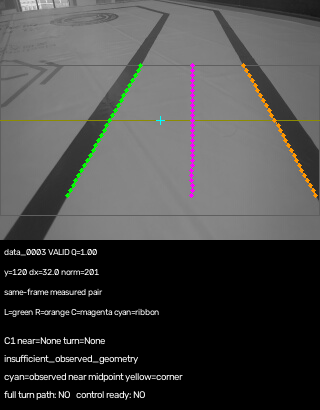 data_0003 VALID Q=1.00
y=120 dx=32.0 norm=201
same-frame measured pair
L=green R=orange C=magenta cyan=ribbon
C1 near=None turn=None
insufficient_observed_geometry
cyan=observed near midpoint yellow=corner
full turn path: NO control ready: NO